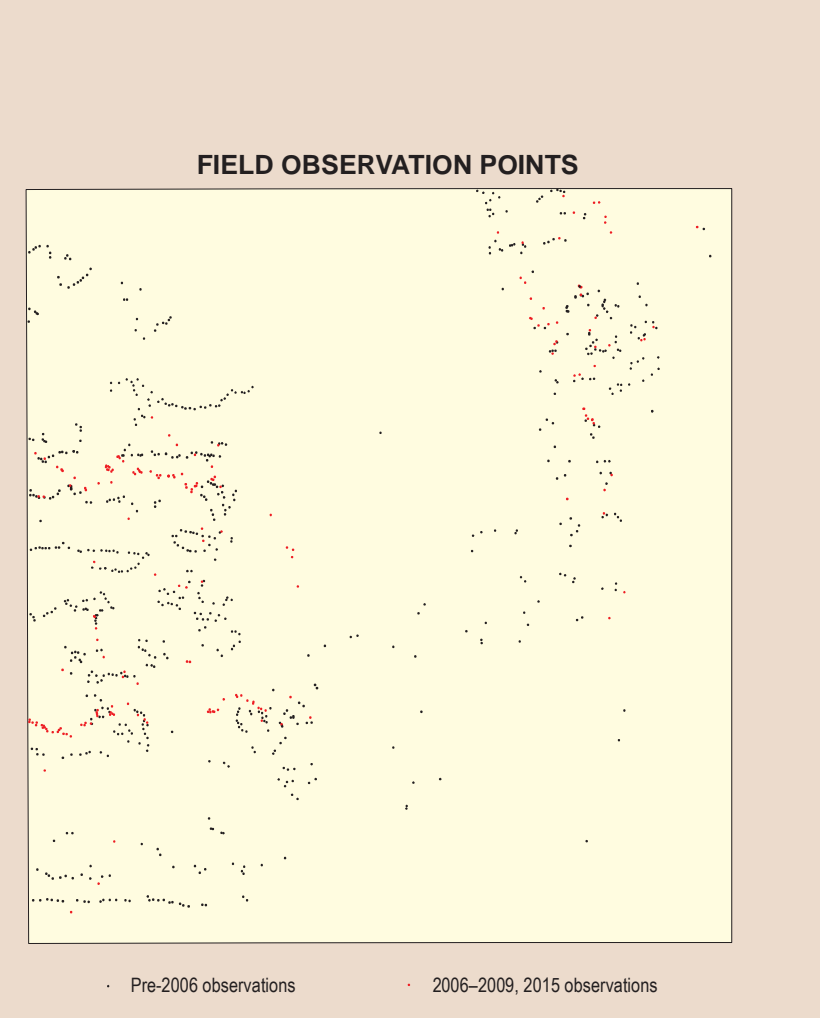 FIELD OBSERVATION POINTS
Pre-2006 observations
2006–2009, 2015 observations